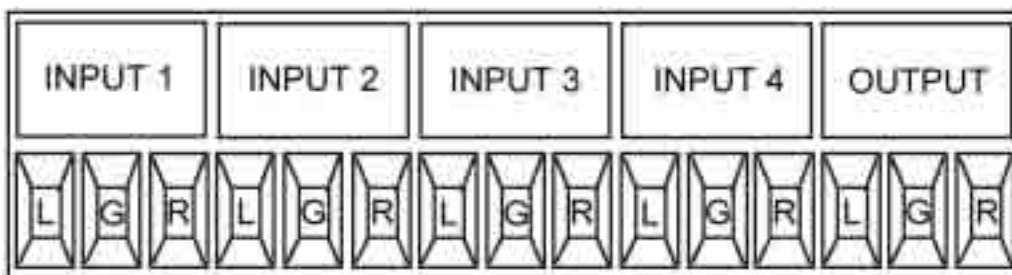 INPUT 1 INPUT 2 INPUT 3 INPUT 4 OUTPUT
L G R L G R L G R L G R L G R